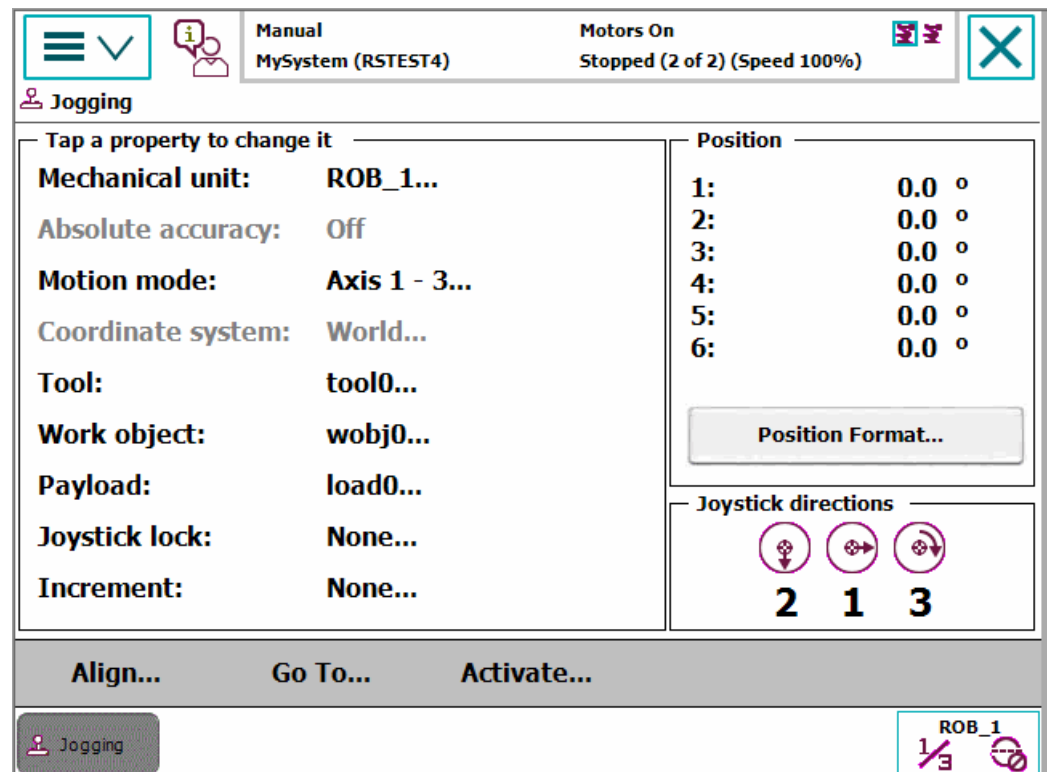 Manual Motors On
MySystem (RSTEST4) Stopped (2 of 2) (Speed 100%)
Jogging
Tap a property to change it
Mechanical unit: ROB_1...
Absolute accuracy: Off
Motion mode: Axis 1 - 3...
Coordinate system: World...
Tool: tool0...
Work object: wobj0...
Payload: load0...
Joystick lock: None...
Increment: None...
Position
1: 0.0 º
2: 0.0 º
3: 0.0 º
4: 0.0 º
5: 0.0 º
6: 0.0 º
Position Format...
Joystick directions
2 1 3
Align... Go To... Activate...
Jogging
ROB_1
1/3